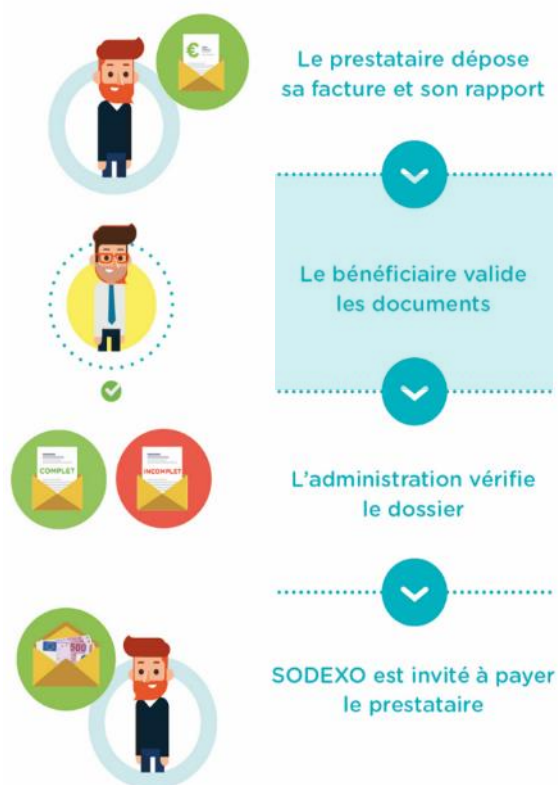 Le prestataire dépose
sa facture et son rapport
Le bénéficiaire valide
les documents
COMPLET
INCOMPLET
L'administration vérifie
le dossier
500
SODEXO est invité à payer
le prestataire